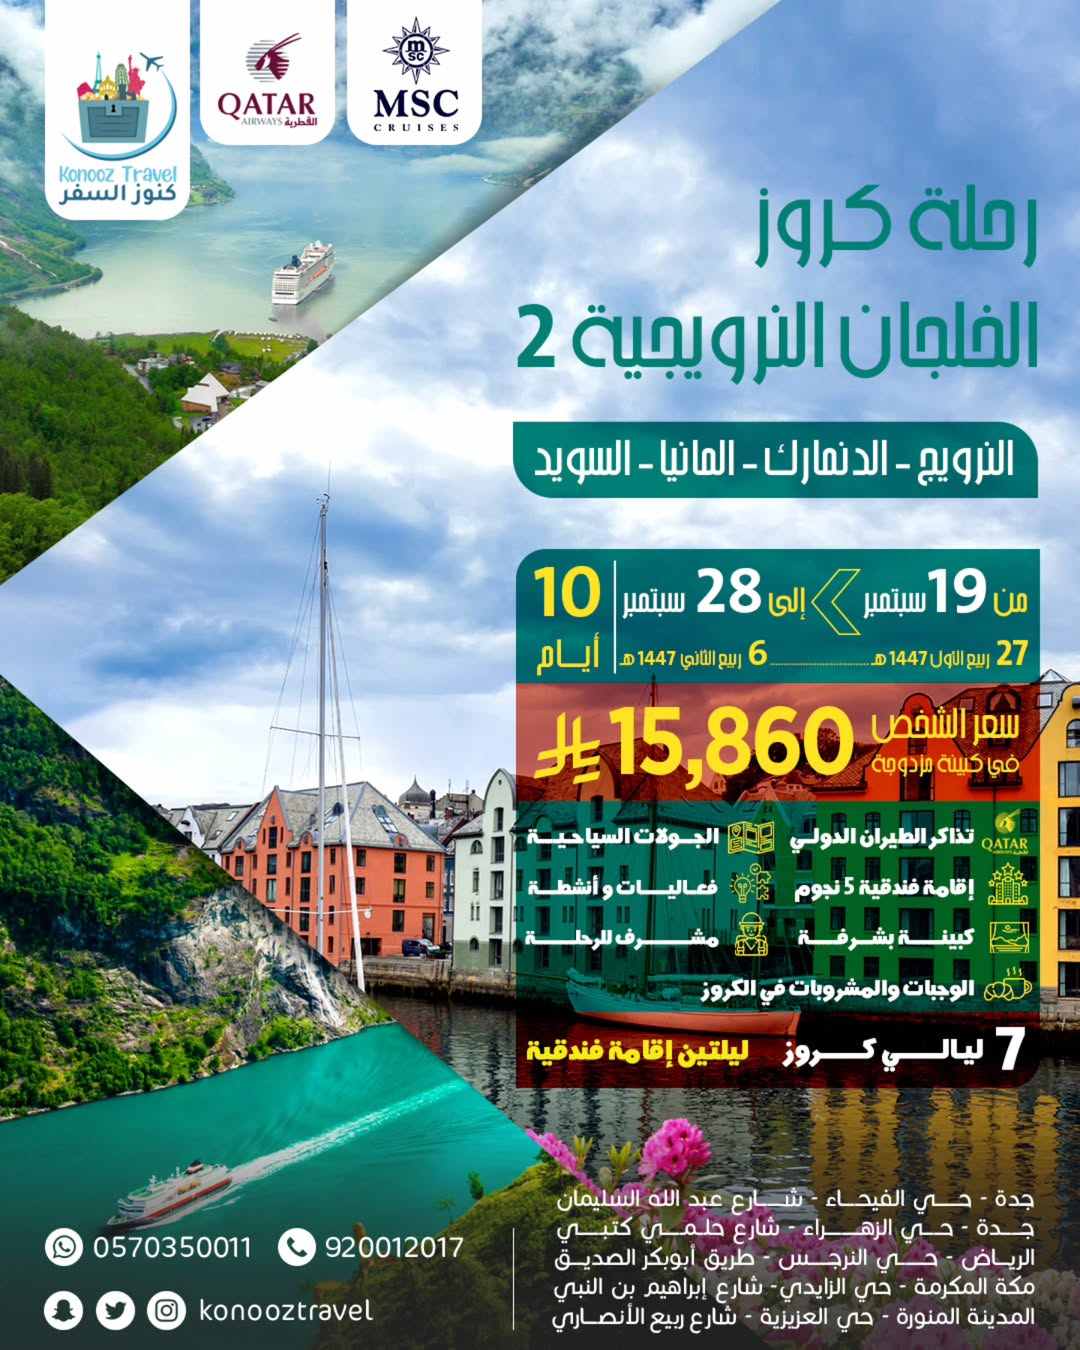 Konooz Travel
كنوز السفر
QATAR
AIRWAYS القطرية
MSC
CRUISES
رحلة كروز
الخلجان النرويجية 2
النرويج - الدنمارك - المانيا - السويد
من 19 سبتمبر إلى 28 سبتمبر
27 ربيع الأول 1447 هـ ...................... 6 ربيع الثاني 1447 هـ
10
أيـام
سعر الشخص
في كبينة مزدوجة
15,860
QATAR
تذاكر الطيران الدولي
الجولات السياحية
إقامة فندقية 5 نجوم
فعاليات و أنشطة
كبينة بشرفة
مشرف للرحلة
الوجبات والمشروبات في الكروز
7 ليالي كروز
ليلتين إقامة فندقية
جدة - حي الفيحاء - شارع عبد الله السليمان
جدة - حي الزهراء - شارع حلمي كتبي
الرياض - حي النرجس - طريق أبوبكر الصديق
مكة المكرمة - حي الزايدي- شارع إبراهيم بن النبي
المدينة المنورة - حي العزيزية - شارع ربيع الأنصاري
0570350011
920012017
konooztravel